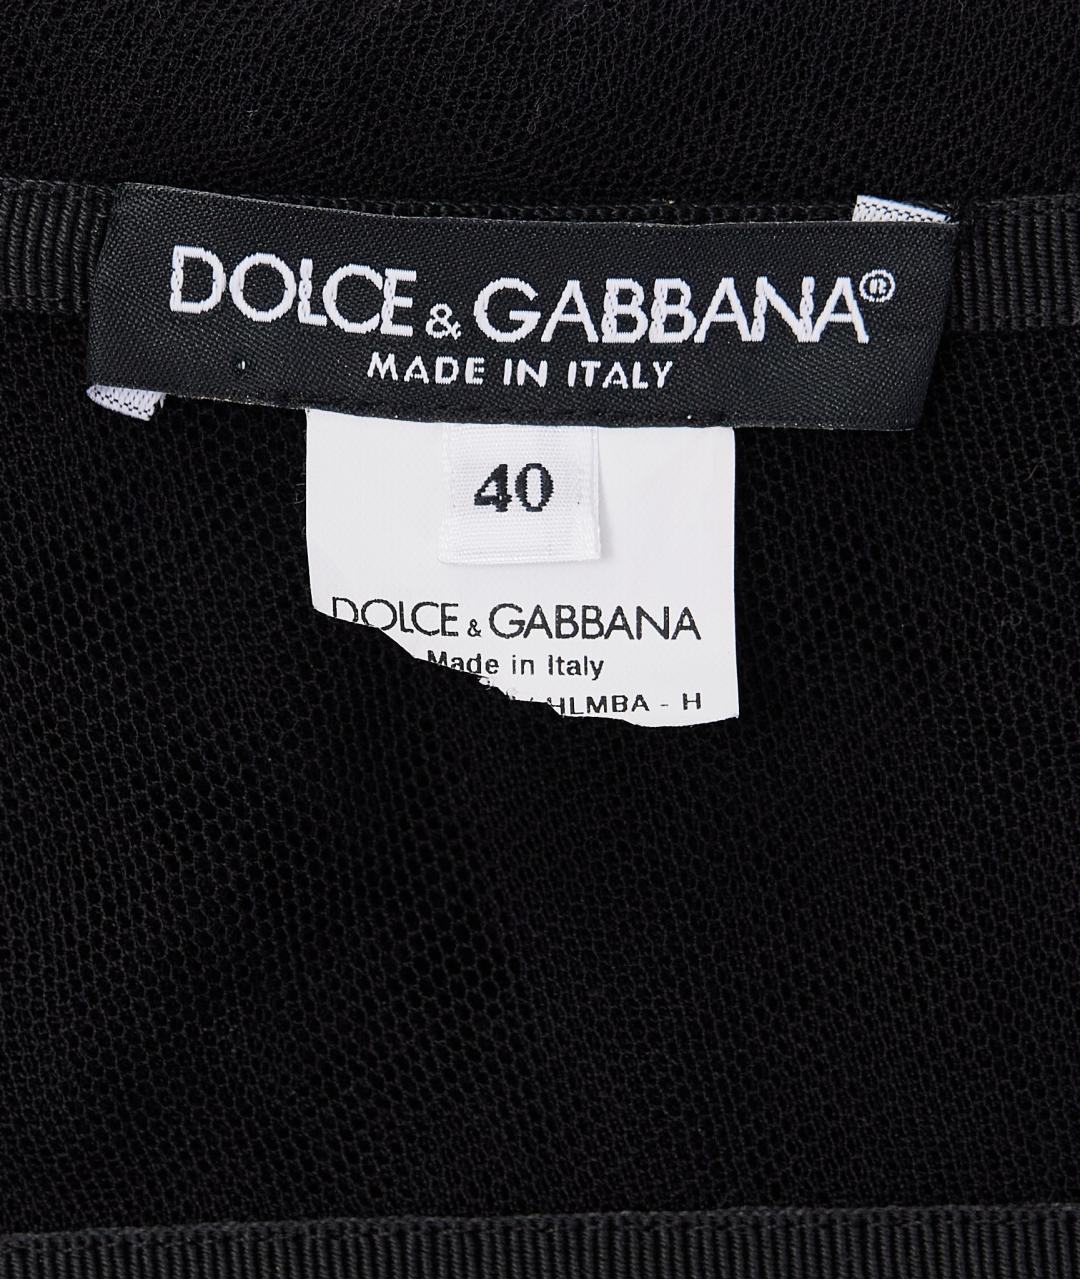 DOLCE & GABBANA®
MADE IN ITALY
40
DOLCE & GABBANA
Made in Italy
HLMBA - H